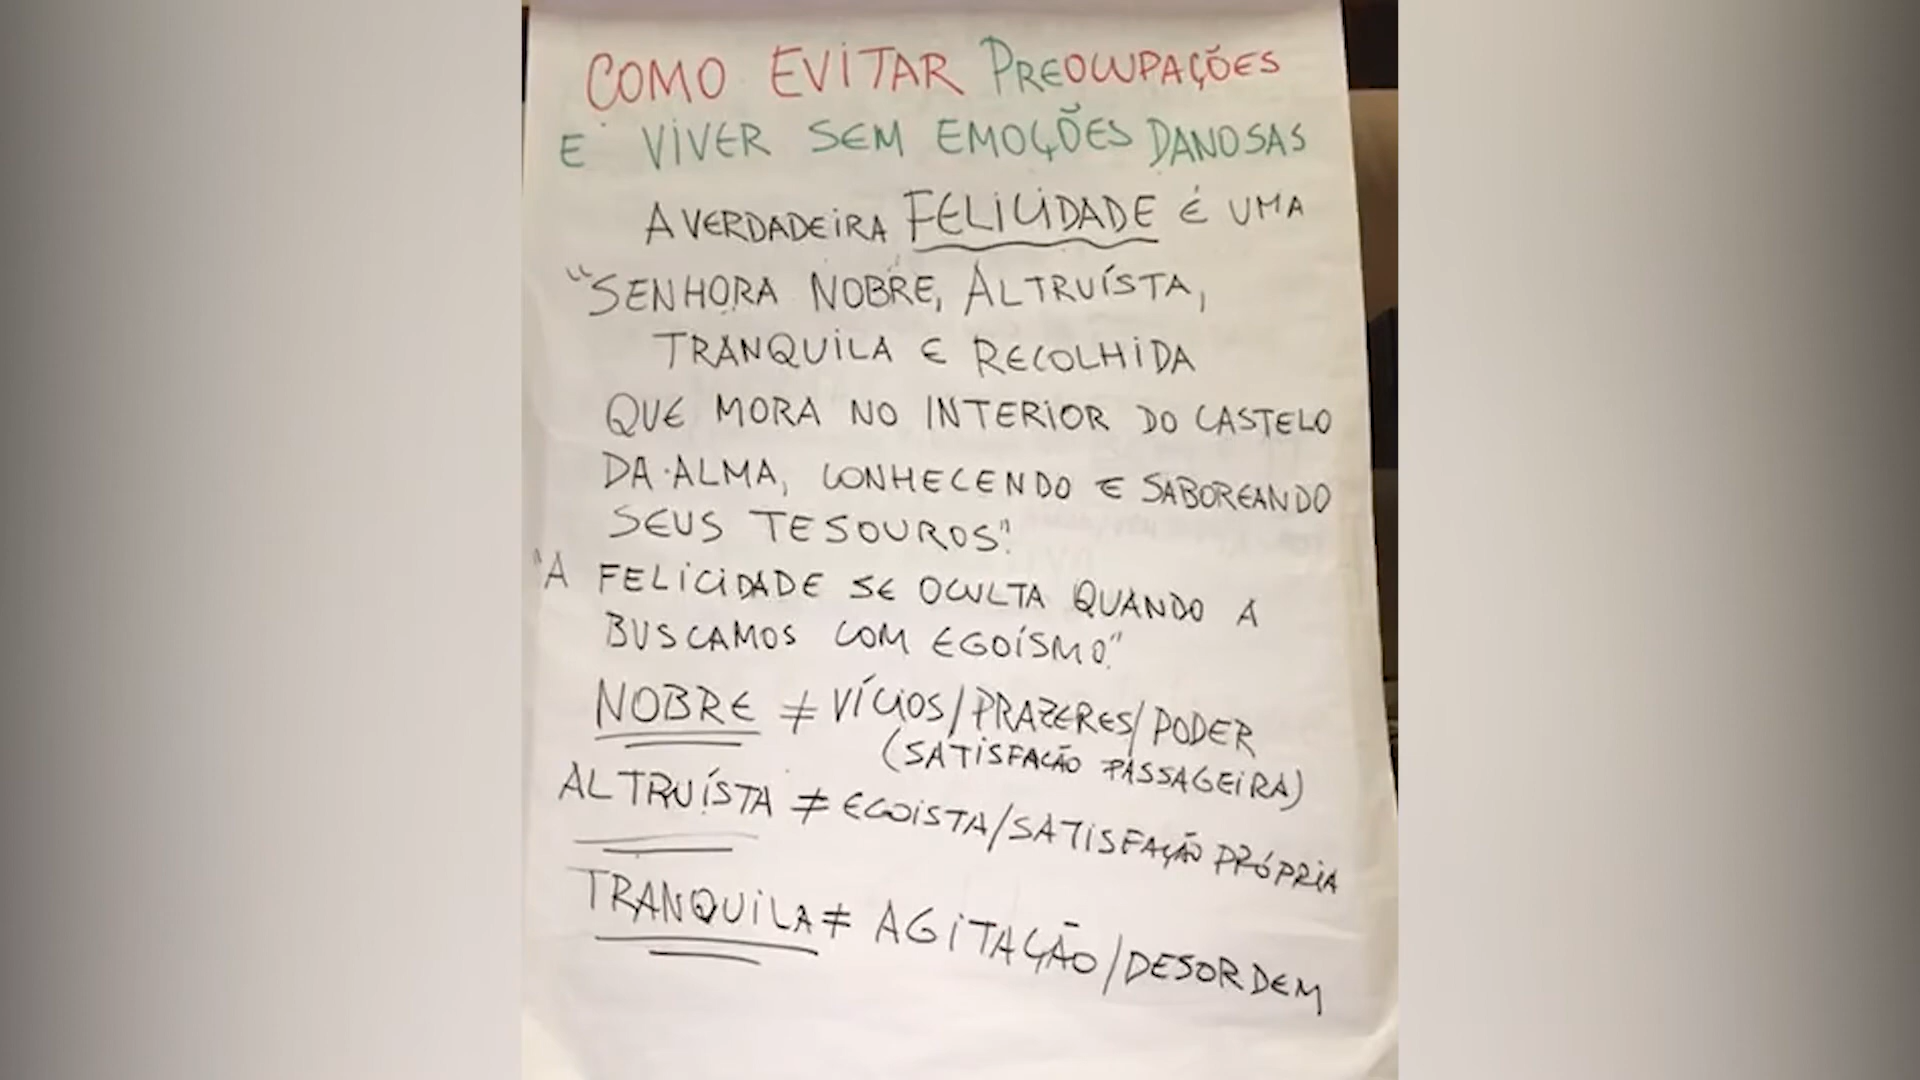 COMO EVITAR PREOCUPAÇÕES
E VIVER SEM EMOÇÕES DANOSAS
A VERDADEIRA FELICIDADE É UMA
"SENHORA NOBRE, ALTRUÍSTA,
TRANQUILA E RECOLHIDA
QUE MORA NO INTERIOR DO CASTELO
DA ALMA, CONHECENDO E SABOREANDO
SEUS TESOUROS".
"A FELICIDADE SE OCULTA QUANDO A
BUSCAMOS COM EGOÍSMO".
NOBRE ≠ VÍCIOS/PRAZERES/PODER
(SATISFAÇÃO PASSAGEIRA)
ALTRUÍSTA ≠ EGOISTA/SATISFAÇÃO PRÓPRIA
TRANQUILA ≠ AGITAÇÃO/DESORDEM